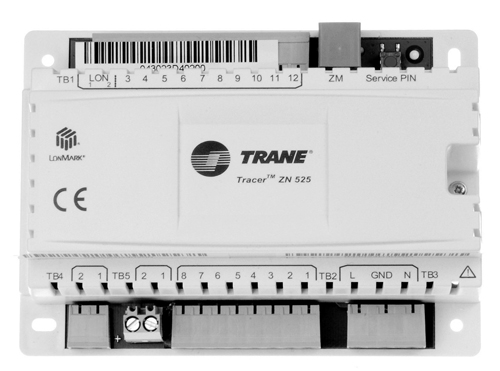 043023D40200
TB1 LON 1 2 3 4 5 6 7 8 9 10 11 12 ZM Service PIN
LONMARK®
TRANE®
Tracer™ ZN 525
CE
TB4 2 1 TB5 2 1 8 7 6 5 4 3 2 1 TB2 L GND N TB3
+